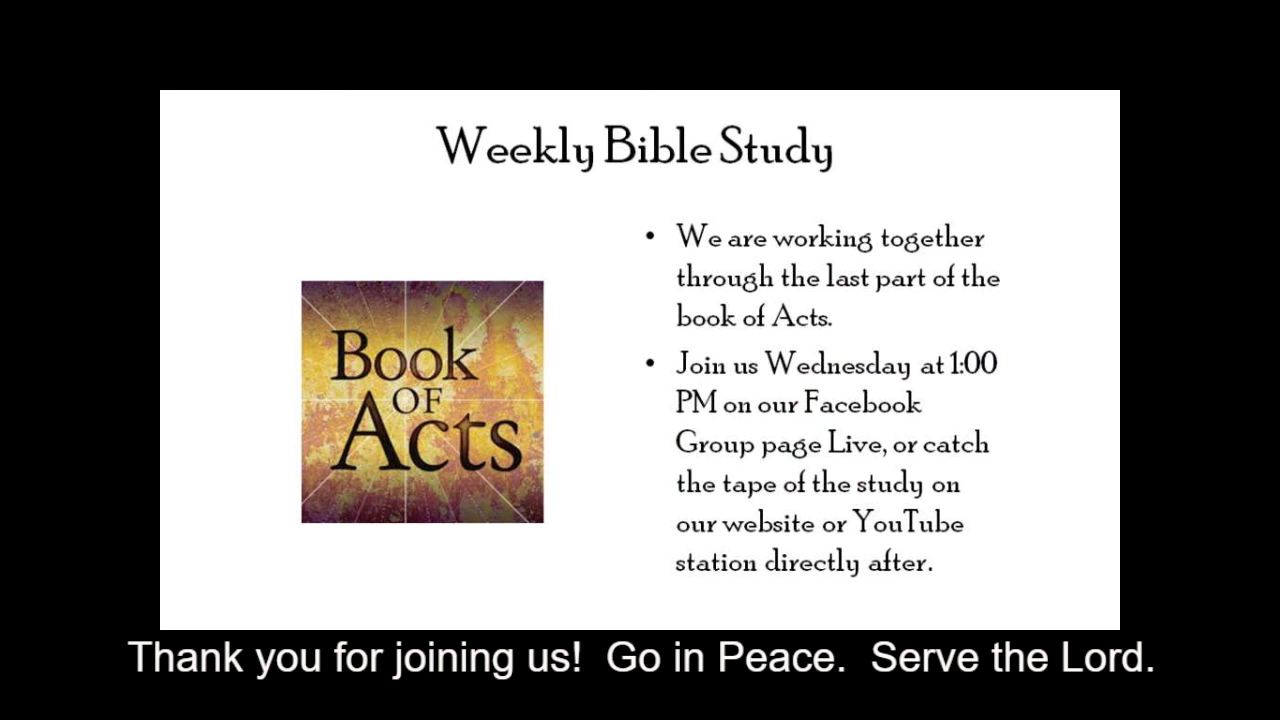 Weekly Bible Study
Book
OF
Acts
• We are working together
through the last part of the
book of Acts.
• Join us Wednesday at 1:00
PM on our Facebook
Group page Live, or catch
the tape of the study on
our website or YouTube
station directly after.
Thank you for joining us!  Go in Peace.  Serve the Lord.